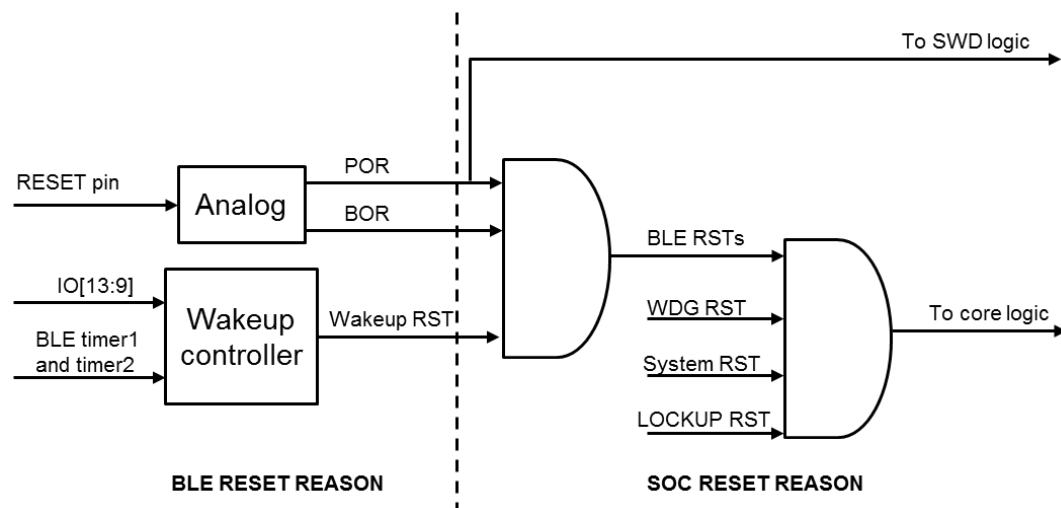 To SWD logic
POR
RESET pin
Analog
BOR
BLE RSTs
IO[13:9]
Wakeup
controller
WDG RST
Wakeup RST
To core logic
BLE timer1
and timer2
System RST
LOCKUP RST
BLE RESET REASON
SOC RESET REASON